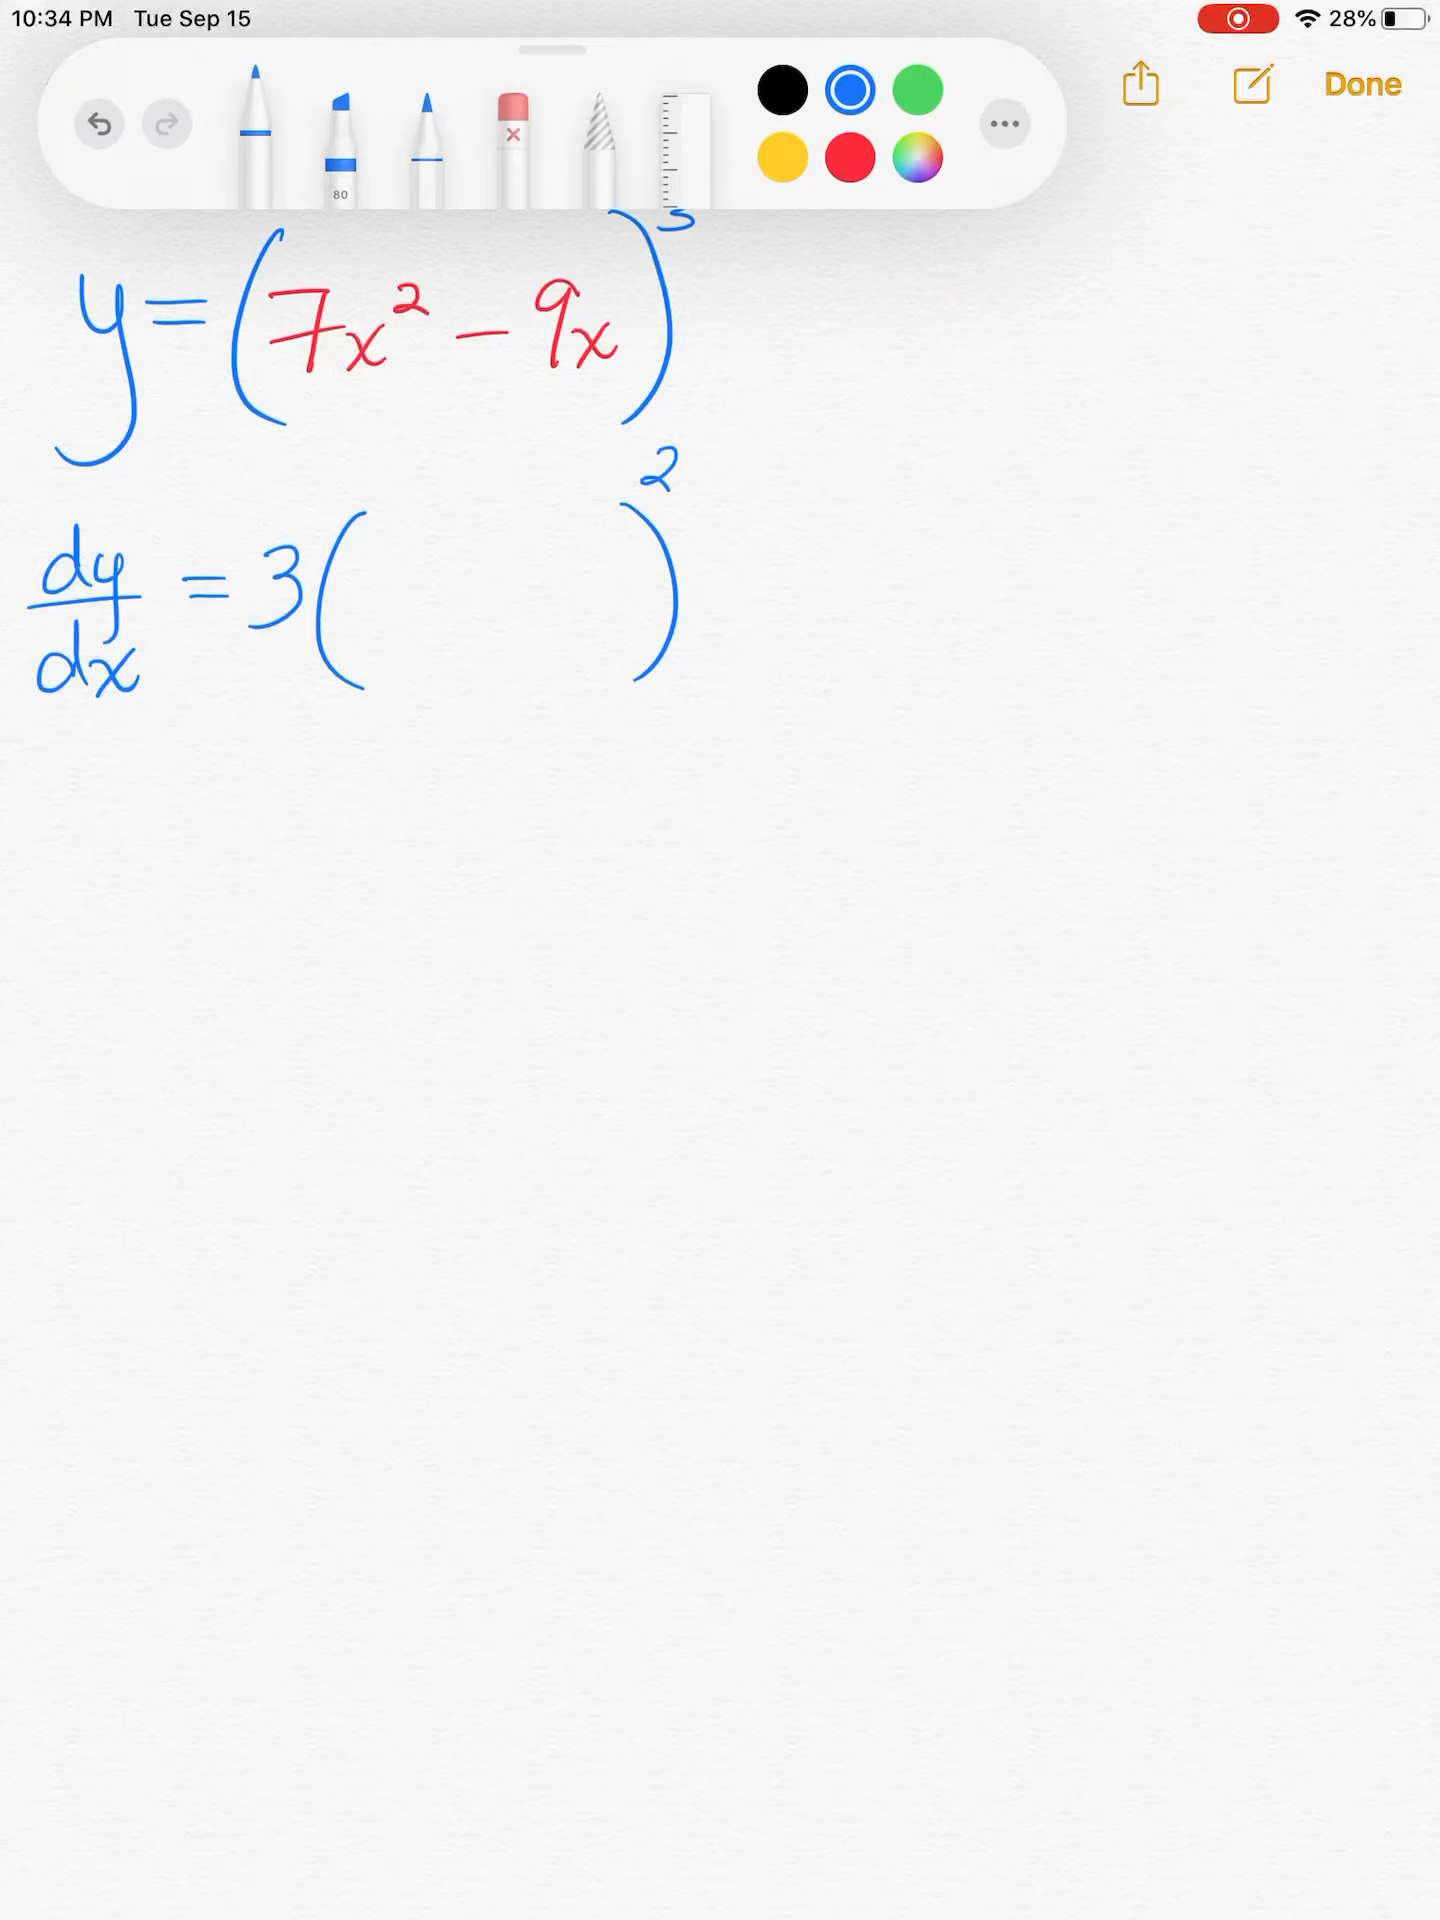 10:34 PM Tue Sep 15 28%
Done
80
y = (7x² − 9x)³
dy/dx = 3( )²